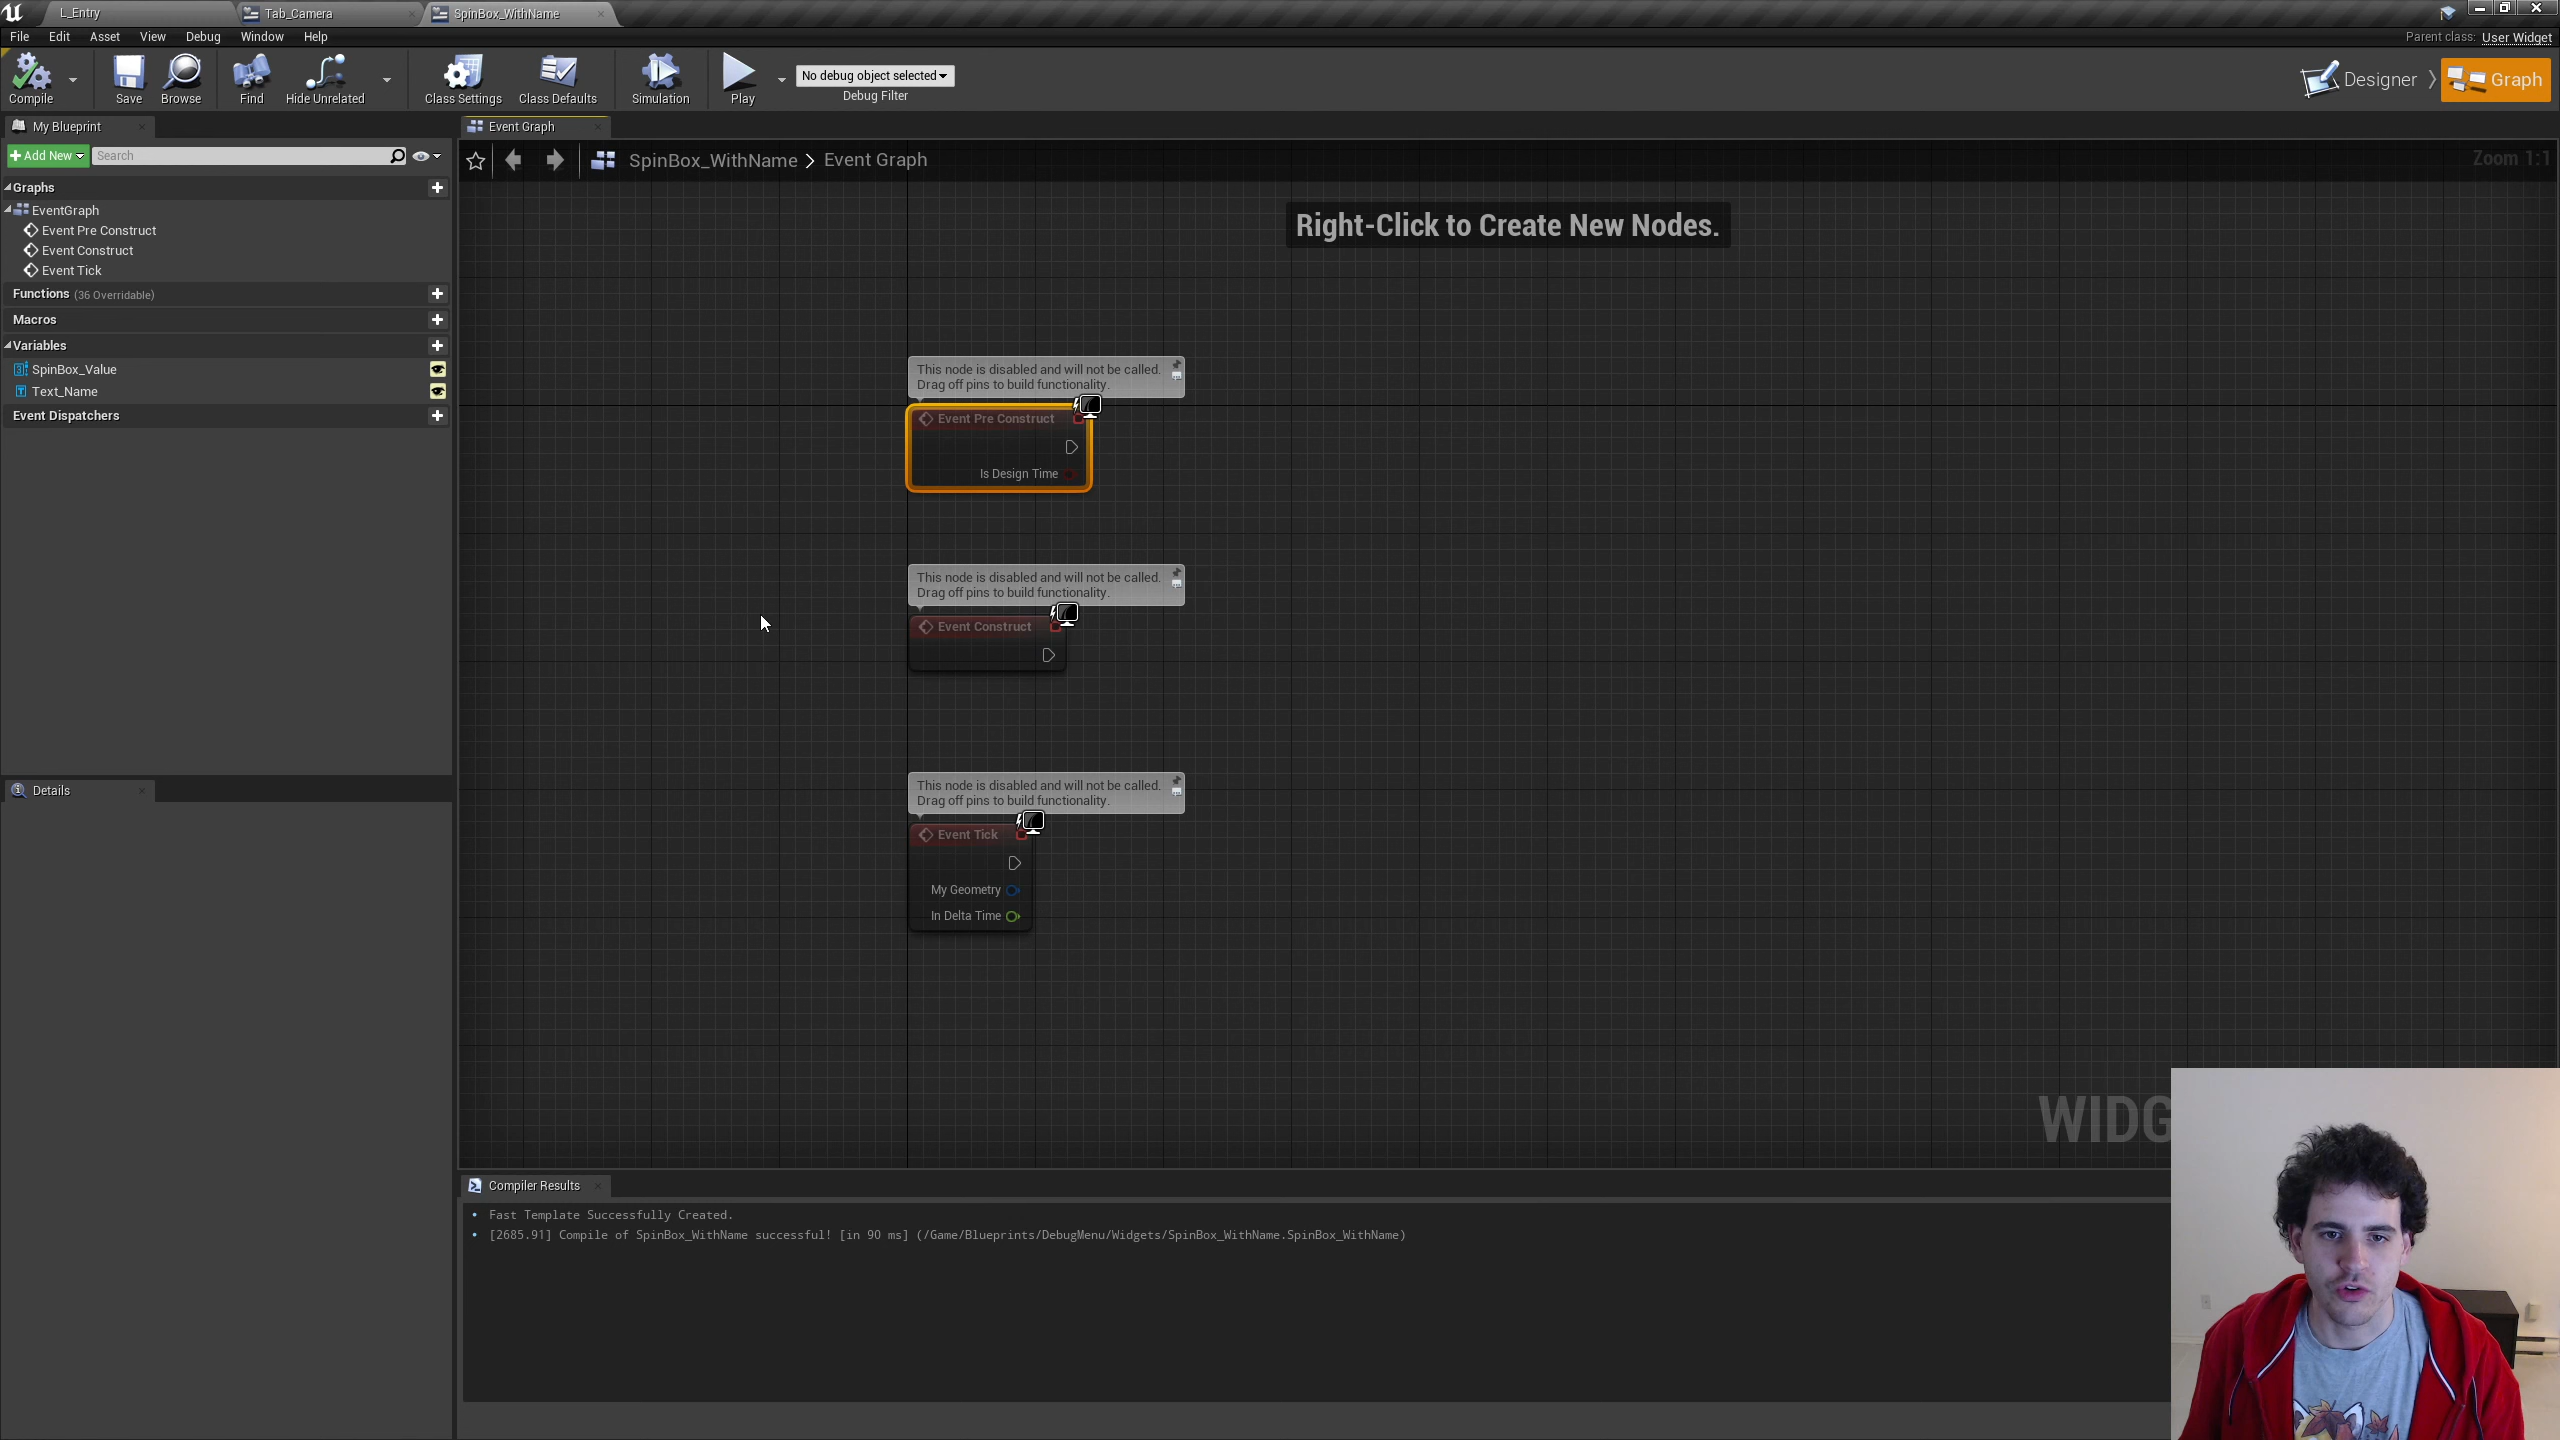 L_Entry
Tab_Camera
SpinBox_WithName
File Edit Asset View Debug Window Help
Parent class: User Widget
Compile
Save
Browse
Find
Hide Unrelated
Class Settings
Class Defaults
Simulation
Play
No debug object selected
Debug Filter
Designer
Graph
My Blueprint
Event Graph
Add New
Search
SpinBox_WithName > Event Graph
Zoom 1:1
Graphs
EventGraph
Event Pre Construct
Event Construct
Event Tick
Functions (36 Overridable)
Macros
Variables
SpinBox_Value
Text_Name
Event Dispatchers
Right-Click to Create New Nodes.
This node is disabled and will not be called.
Drag off pins to build functionality.
Event Pre Construct
Is Design Time
This node is disabled and will not be called.
Drag off pins to build functionality.
Event Construct
This node is disabled and will not be called.
Drag off pins to build functionality.
Event Tick
My Geometry
In Delta Time
Details
WIDG
Compiler Results
Fast Template Successfully Created.
[2685.91] Compile of SpinBox_WithName successful! [in 90 ms] (/Game/Blueprints/DebugMenu/Widgets/SpinBox_WithName.SpinBox_WithName)